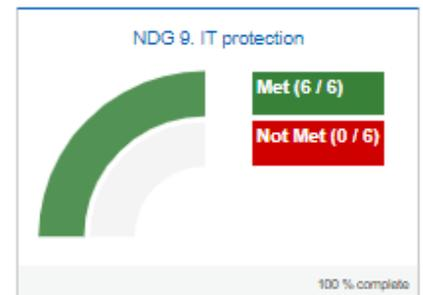 NDG 9. IT protection
Met (6 / 6)
Not Met (0 / 6)
100 % complete